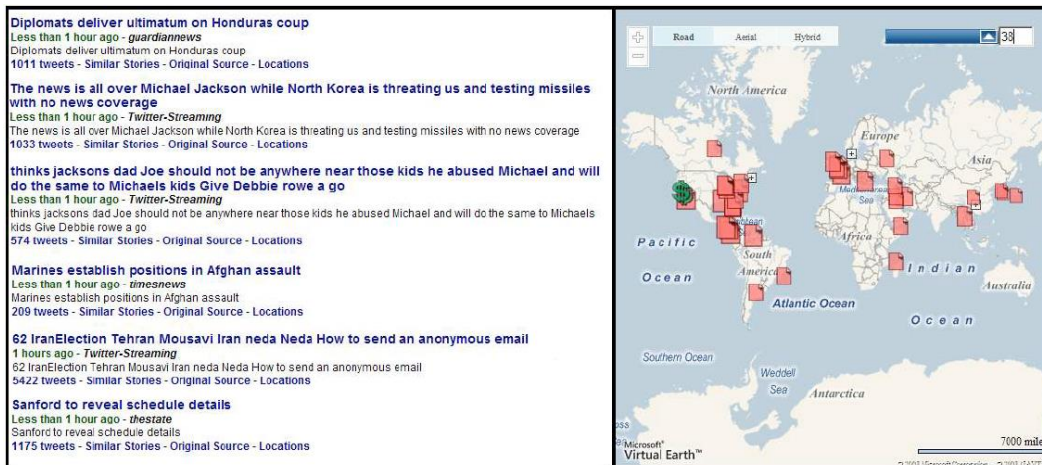 Diplomats deliver ultimatum on Honduras coup
Less than 1 hour ago - guardiannews
Diplomats deliver ultimatum on Honduras coup
1011 tweets - Similar Stories - Original Source - Locations
The news is all over Michael Jackson while North Korea is threating us and testing missiles
with no news coverage
Less than 1 hour ago - Twitter-Streaming
The news is all over Michael Jackson while North Korea is threating us and testing missiles with no news coverage
1033 tweets - Similar Stories - Original Source - Locations
thinks jacksons dad Joe should not be anywhere near those kids he abused Michael and will
do the same to Michaels kids Give Debbie rowe a go
Less than 1 hour ago - Twitter-Streaming
thinks jacksons dad Joe should not be anywhere near those kids he abused Michael and will do the same to Michaels
kids Give Debbie rowe a go
574 tweets - Similar Stories - Original Source - Locations
Marines establish positions in Afghan assault
Less than 1 hour ago - timesnews
Marines establish positions in Afghan assault
209 tweets - Similar Stories - Original Source - Locations
62 IranElection Tehran Mousavi Iran neda Neda How to send an anonymous email
1 hours ago - Twitter-Streaming
62 IranElection Tehran Mousavi Iran neda Neda How to send an anonymous email
5422 tweets - Similar Stories - Original Source - Locations
Sanford to reveal schedule details
Less than 1 hour ago - thestate
Sanford to reveal schedule details
1175 tweets - Similar Stories - Original Source - Locations
Road Aerial Hybrid
38
North America
Europe
Asia
Sea
Pacific
Ocean
Africa
South
America
Indian
Ocean
Australia
Atlantic Ocean
Southern Ocean
Weddell
Sea
Antarctica
Microsoft
Virtual Earth™
7000 mile